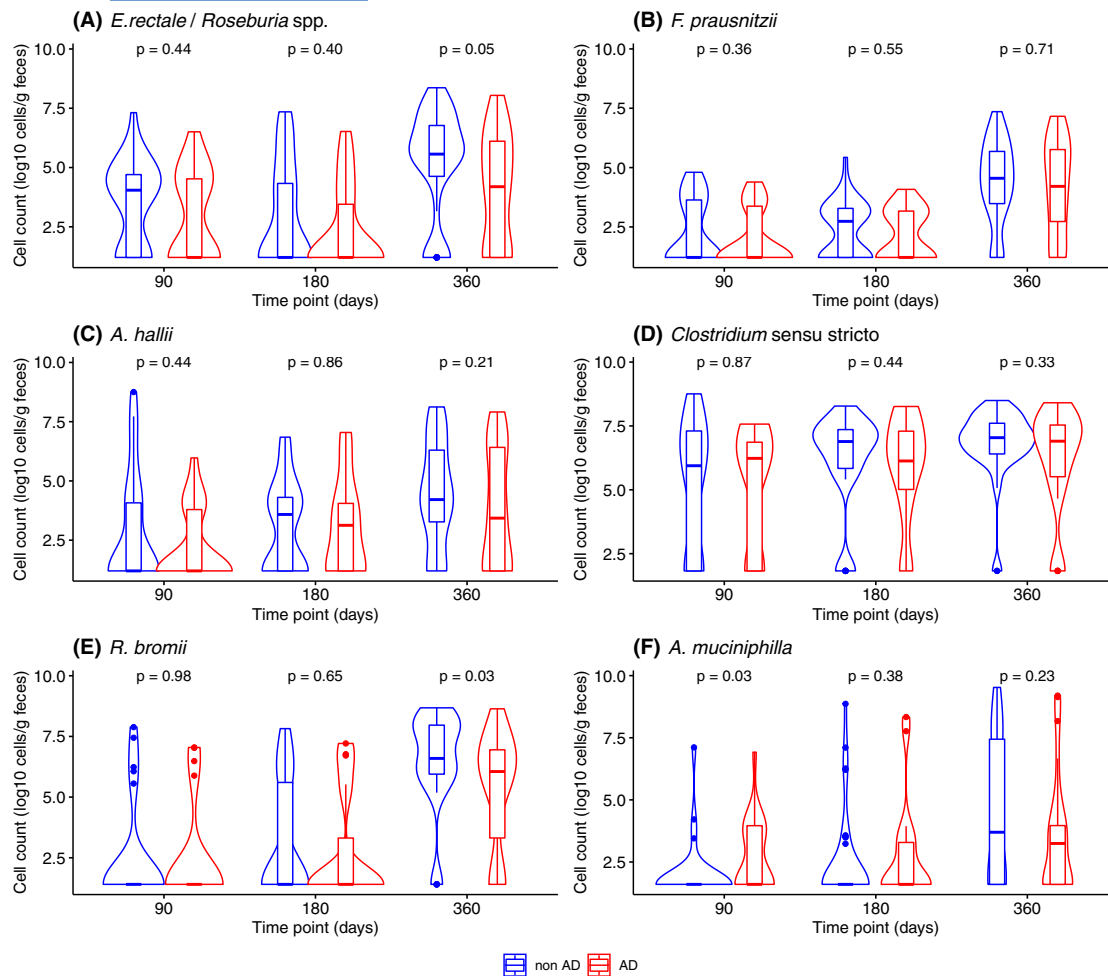 (A) E.rectale / Roseburia spp.
p = 0.44 p = 0.40 p = 0.05
Cell count (log10 cells/g feces)
10.0
7.5
5.0
2.5
90 180 360
Time point (days)
(B) F. prausnitzii
p = 0.36 p = 0.55 p = 0.71
Cell count (log10 cells/g feces)
10.0
7.5
5.0
2.5
90 180 360
Time point (days)
(C) A. hallii
p = 0.44 p = 0.86 p = 0.21
Cell count (log10 cells/g feces)
10.0
7.5
5.0
2.5
90 180 360
Time point (days)
(D) Clostridium sensu stricto
p = 0.87 p = 0.44 p = 0.33
Cell count (log10 cells/g feces)
10.0
7.5
5.0
2.5
90 180 360
Time point (days)
(E) R. bromii
p = 0.98 p = 0.65 p = 0.03
Cell count (log10 cells/g feces)
10.0
7.5
5.0
2.5
90 180 360
Time point (days)
(F) A. muciniphilla
p = 0.03 p = 0.38 p = 0.23
Cell count (log10 cells/g feces)
10.0
7.5
5.0
2.5
90 180 360
Time point (days)
non AD AD